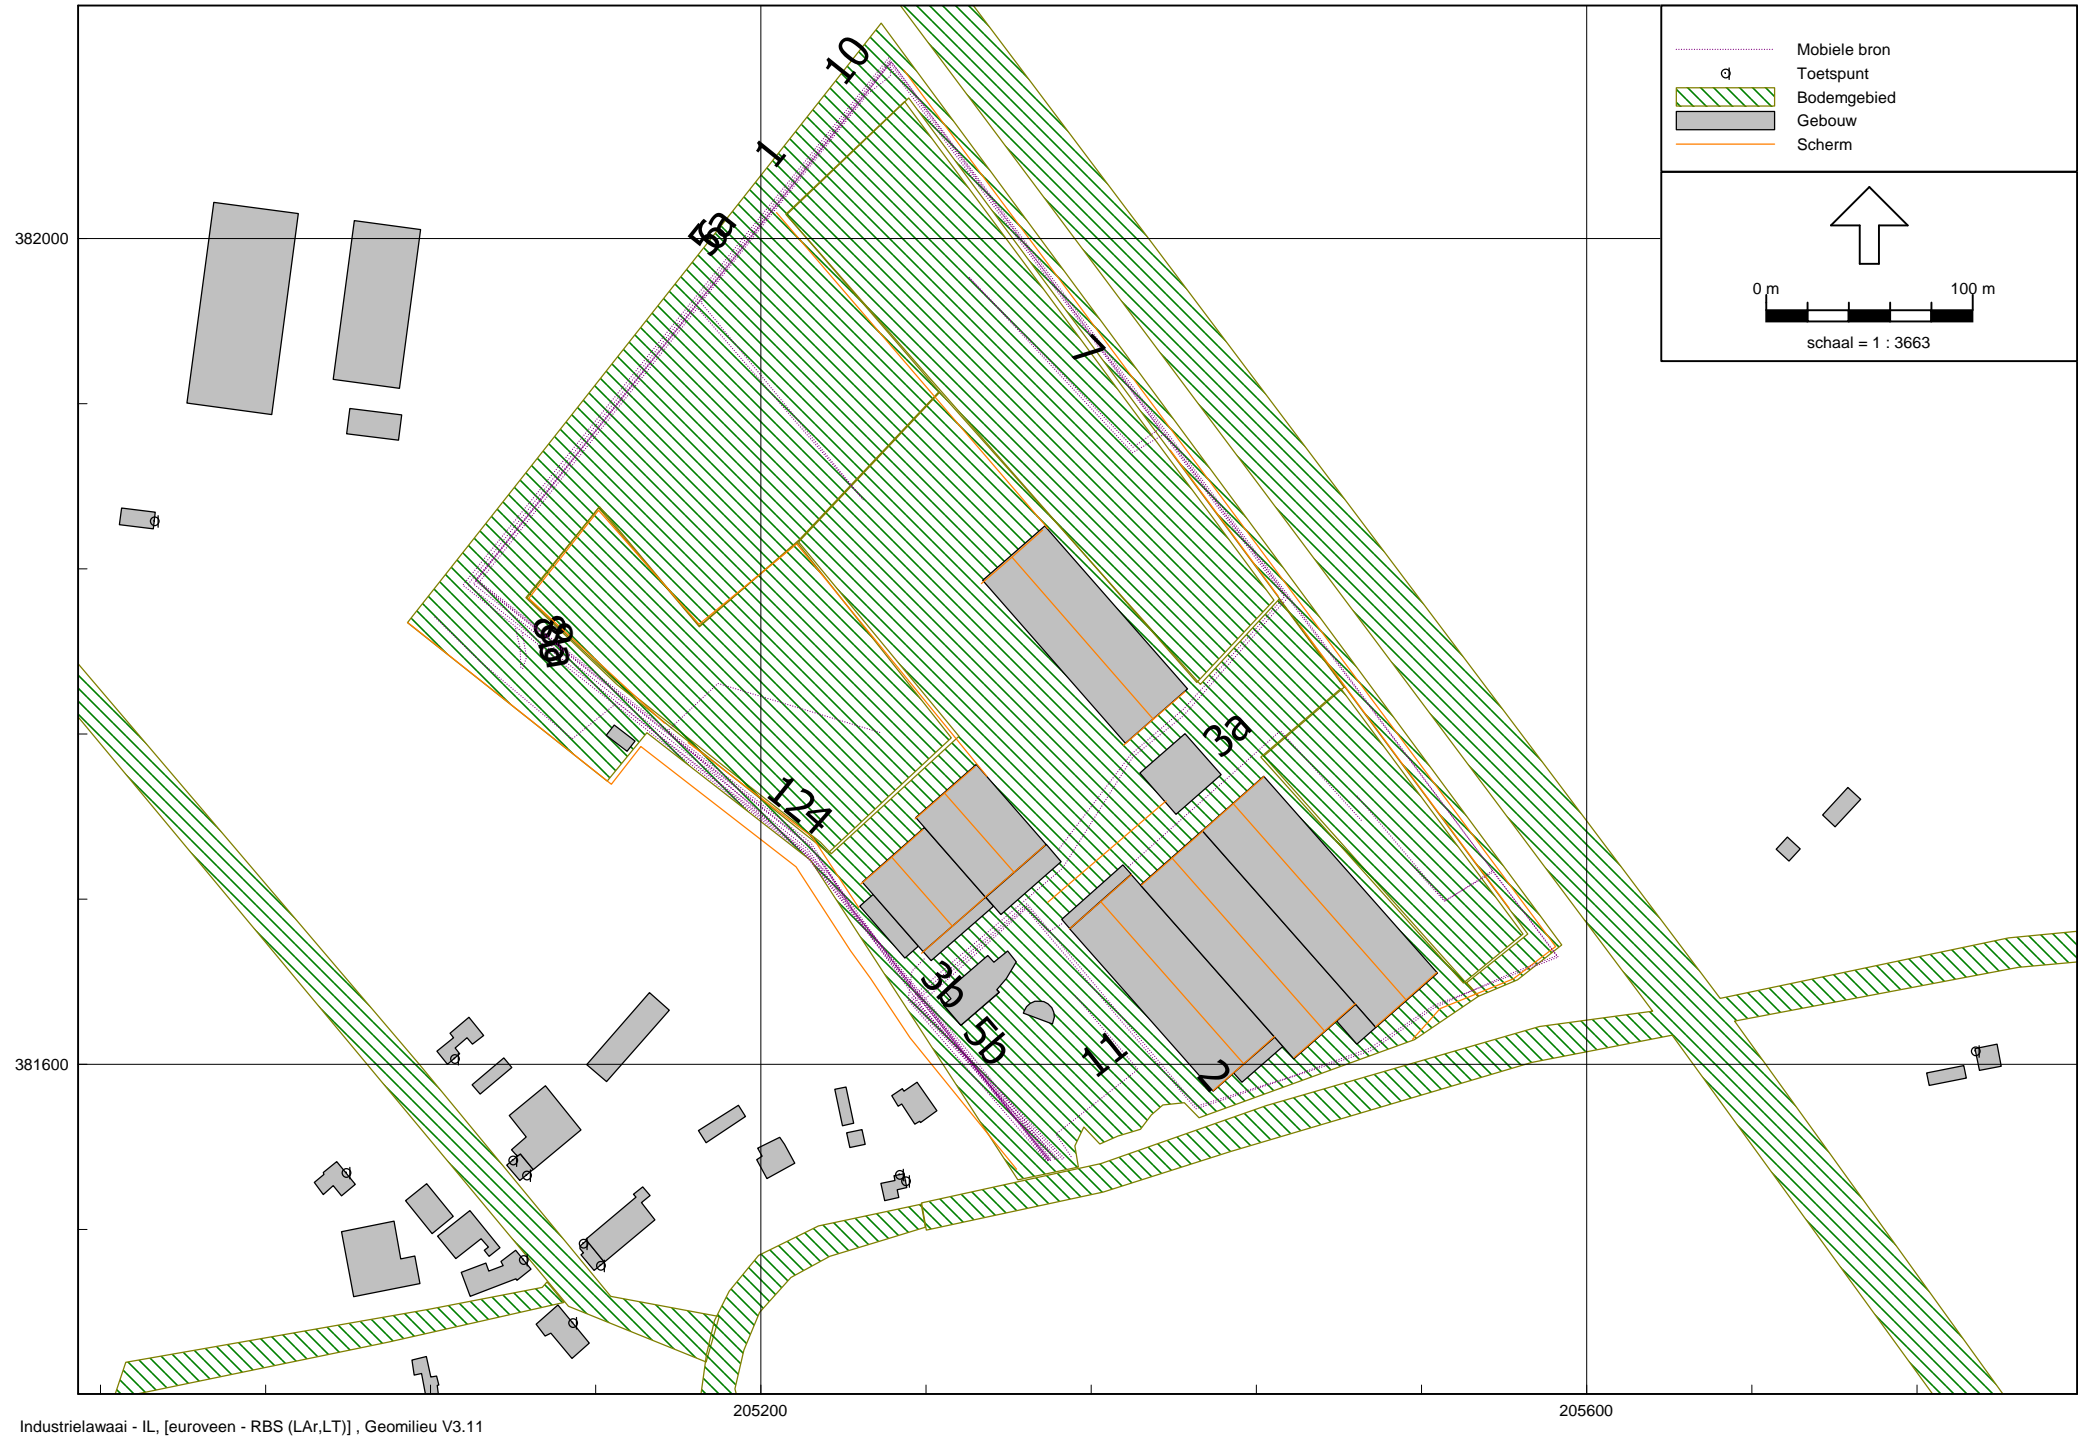 Mobiele bron
Toetspunt
Bodemgebied
Gebouw
Scherm
0 m 100 m
schaal = 1 : 3663
382000
381600
205200
205600
10
1
7
3a
124
3b
5b
11
2
Industrielawaai - IL, [euroveen - RBS (LAr,LT)] , Geomilieu V3.11